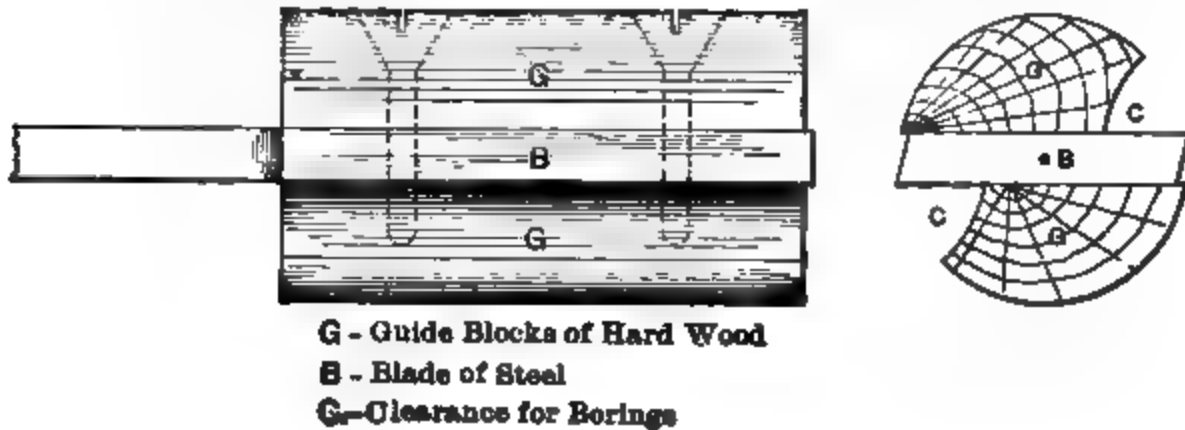 G
C
B
• B
G
C
G
G - Guide Blocks of Hard Wood
B - Blade of Steel
G - Clearance for Borings